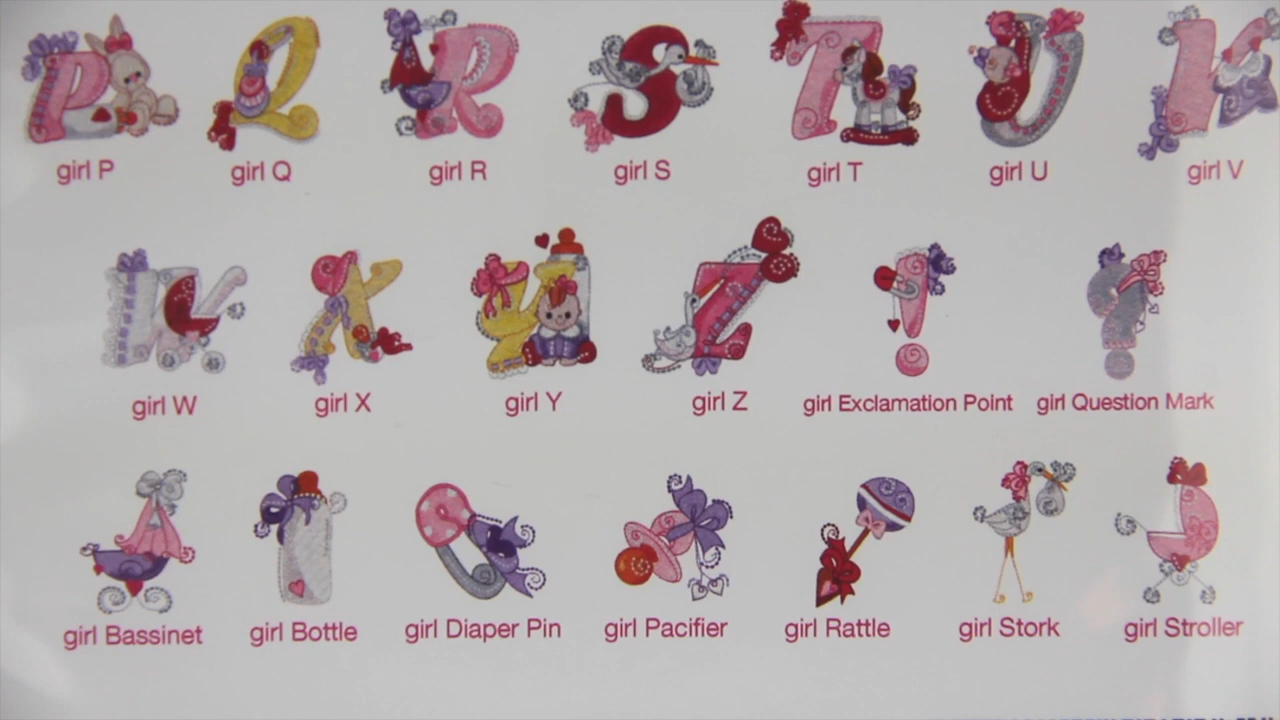 girl P girl Q girl R girl S girl T girl U girl V
girl W girl X girl Y girl Z girl Exclamation Point girl Question Mark
girl Bassinet girl Bottle girl Diaper Pin girl Pacifier girl Rattle girl Stork girl Stroller